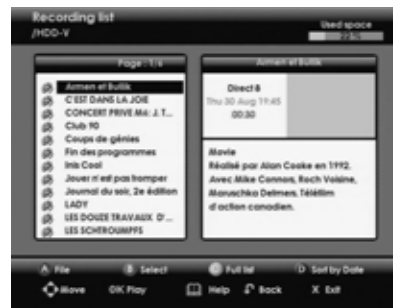 Recording list
/HDD-V
Used space
22 %
Page : 1/6
Armen et Bullik
Armen et Bullik
C'EST DANS LA JOIE
CONCERT PRIVE M6: J. T...
Club 90
Coups de génies
Fin des programmes
Inis Cool
Jouer n'est pas tromper
Journal du soir, 2e édition
LADY
LES DOUZE TRAVAUX D'...
LES SCHTROUMPFS
Direct 8
Thu 30 Aug 19:45
00:30
Movie
Réalisé par Alan Cooke en 1992.
Avec Mike Connors, Roch Voisine,
Maruschka Detmers. Téléfilm
d'action canadien.
A File
B Select
C Full list
D Sort by Date
Move
OK Play
Help
Back
X Exit